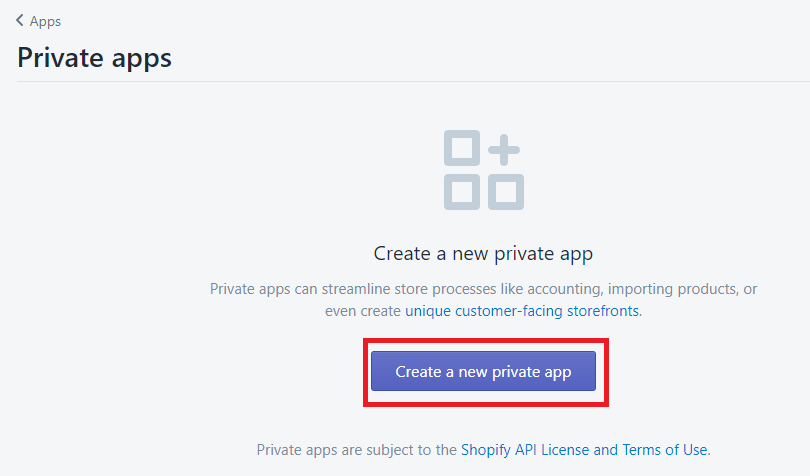 Apps
Private apps
Create a new private app
Private apps can streamline store processes like accounting, importing products, or
even create unique customer-facing storefronts.
Create a new private app
Private apps are subject to the Shopify API License and Terms of Use.